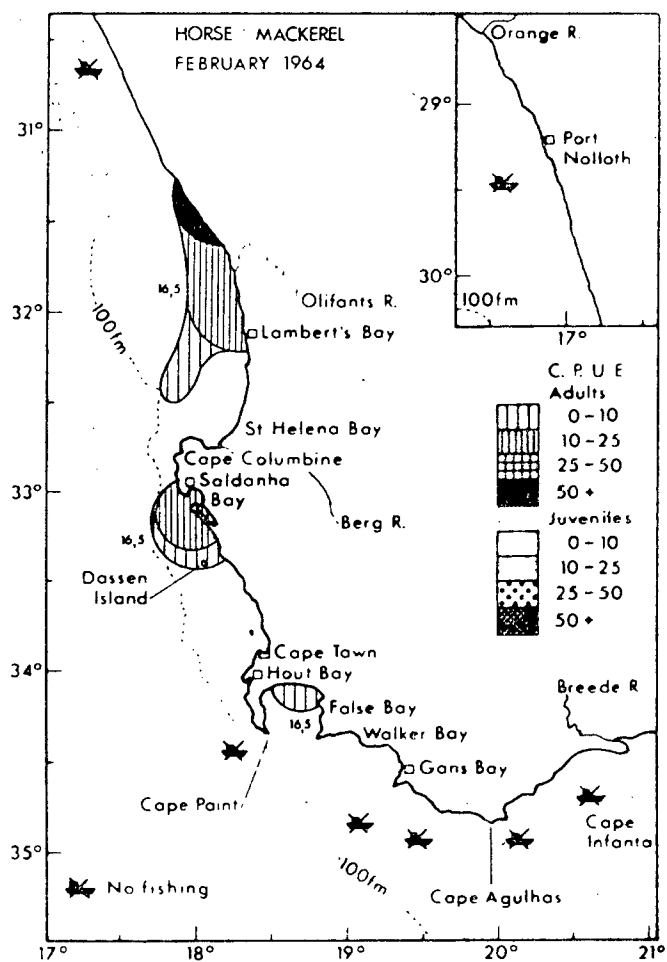 HORSE MACKEREL
FEBRUARY 1964
Orange R.
29°
Port
Nolloth
30°
100fm
17°
31°
16,5
Olifants R.
32°
100fm
Lambert's Bay
C. P. U E
Adults
0-10
10-25
25-50
50+
Juveniles
0-10
10-25
25-50
50+
St Helena Bay
Cape Columbine
Saldanha
Bay
33°
Berg R.
16,5
Dassen
Island
Cape Town
34°
Hout Bay
False Bay
16,5
Breede R
Walker Bay
Gans Bay
Cape Point
Cape
Infanta
35°
100fm
No fishing
Cape Agulhas
17°
18°
19°
20°
21°